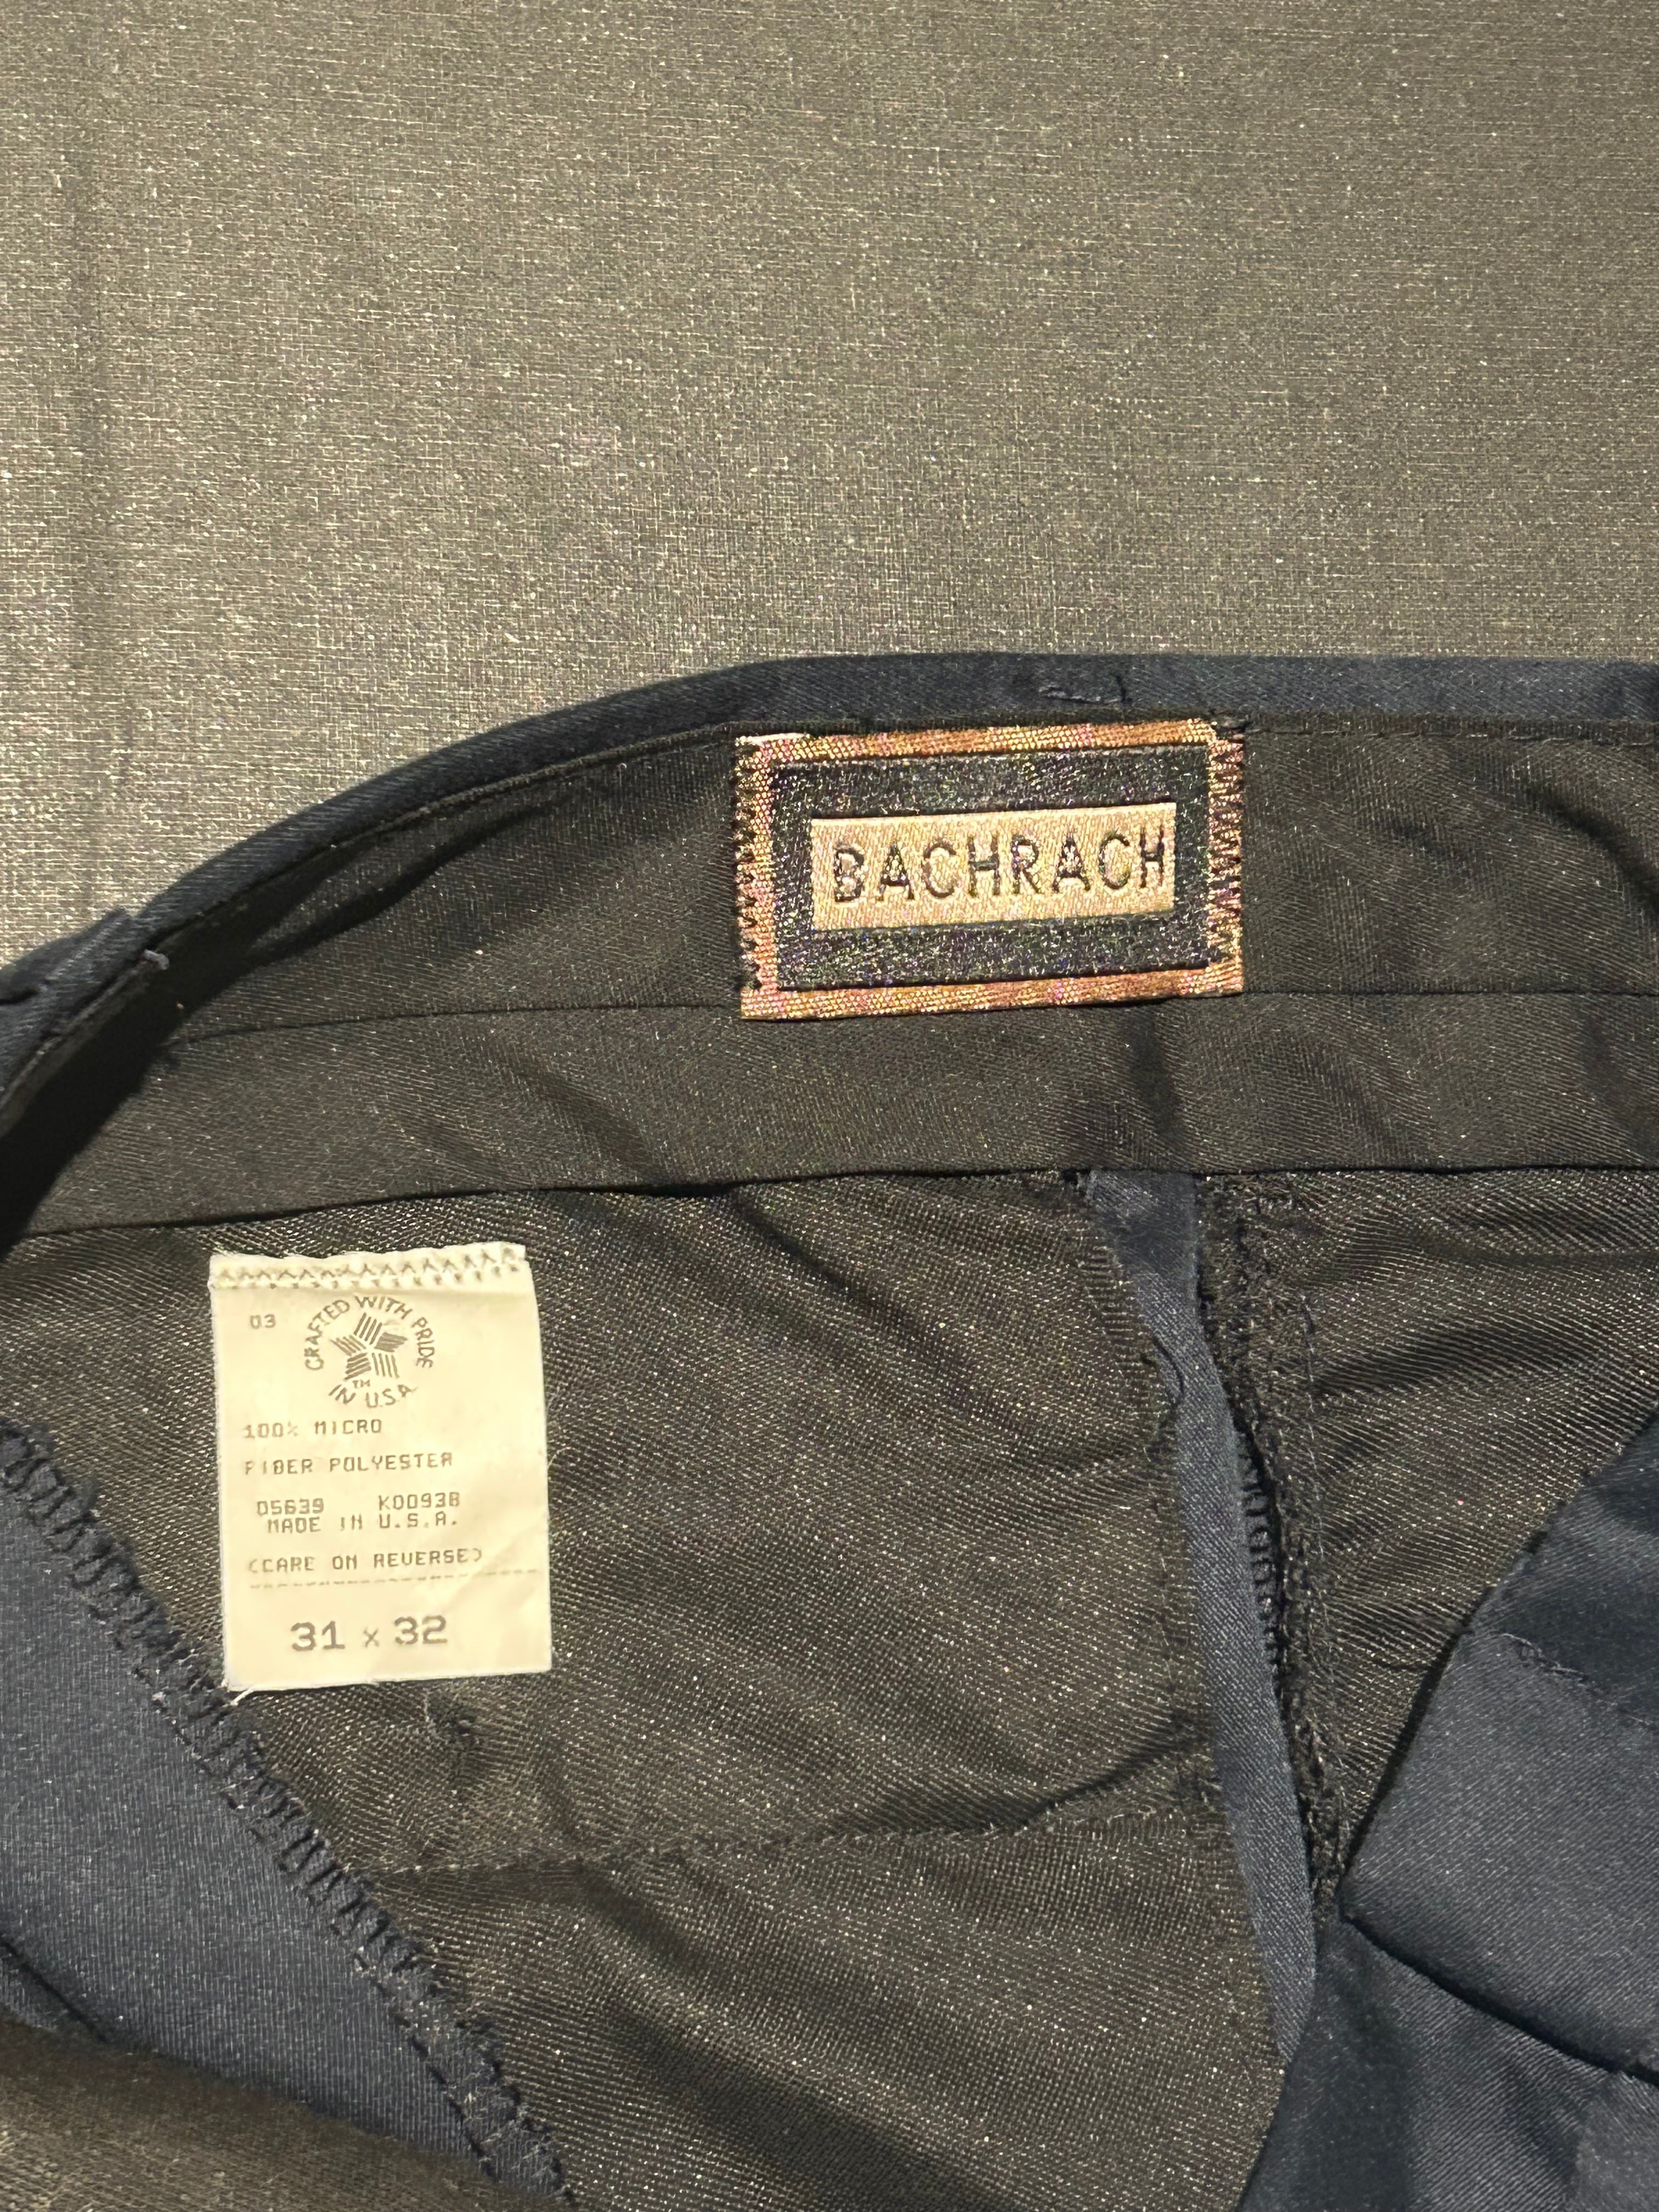 BACHRACH
03
CRAFTED WITH PRIDE
TM
IN U.S.A.
100% MICRO
FIBER POLYESTER
05639 K00938
MADE IN U.S.A.
(CARE ON REVERSE)
31 x 32